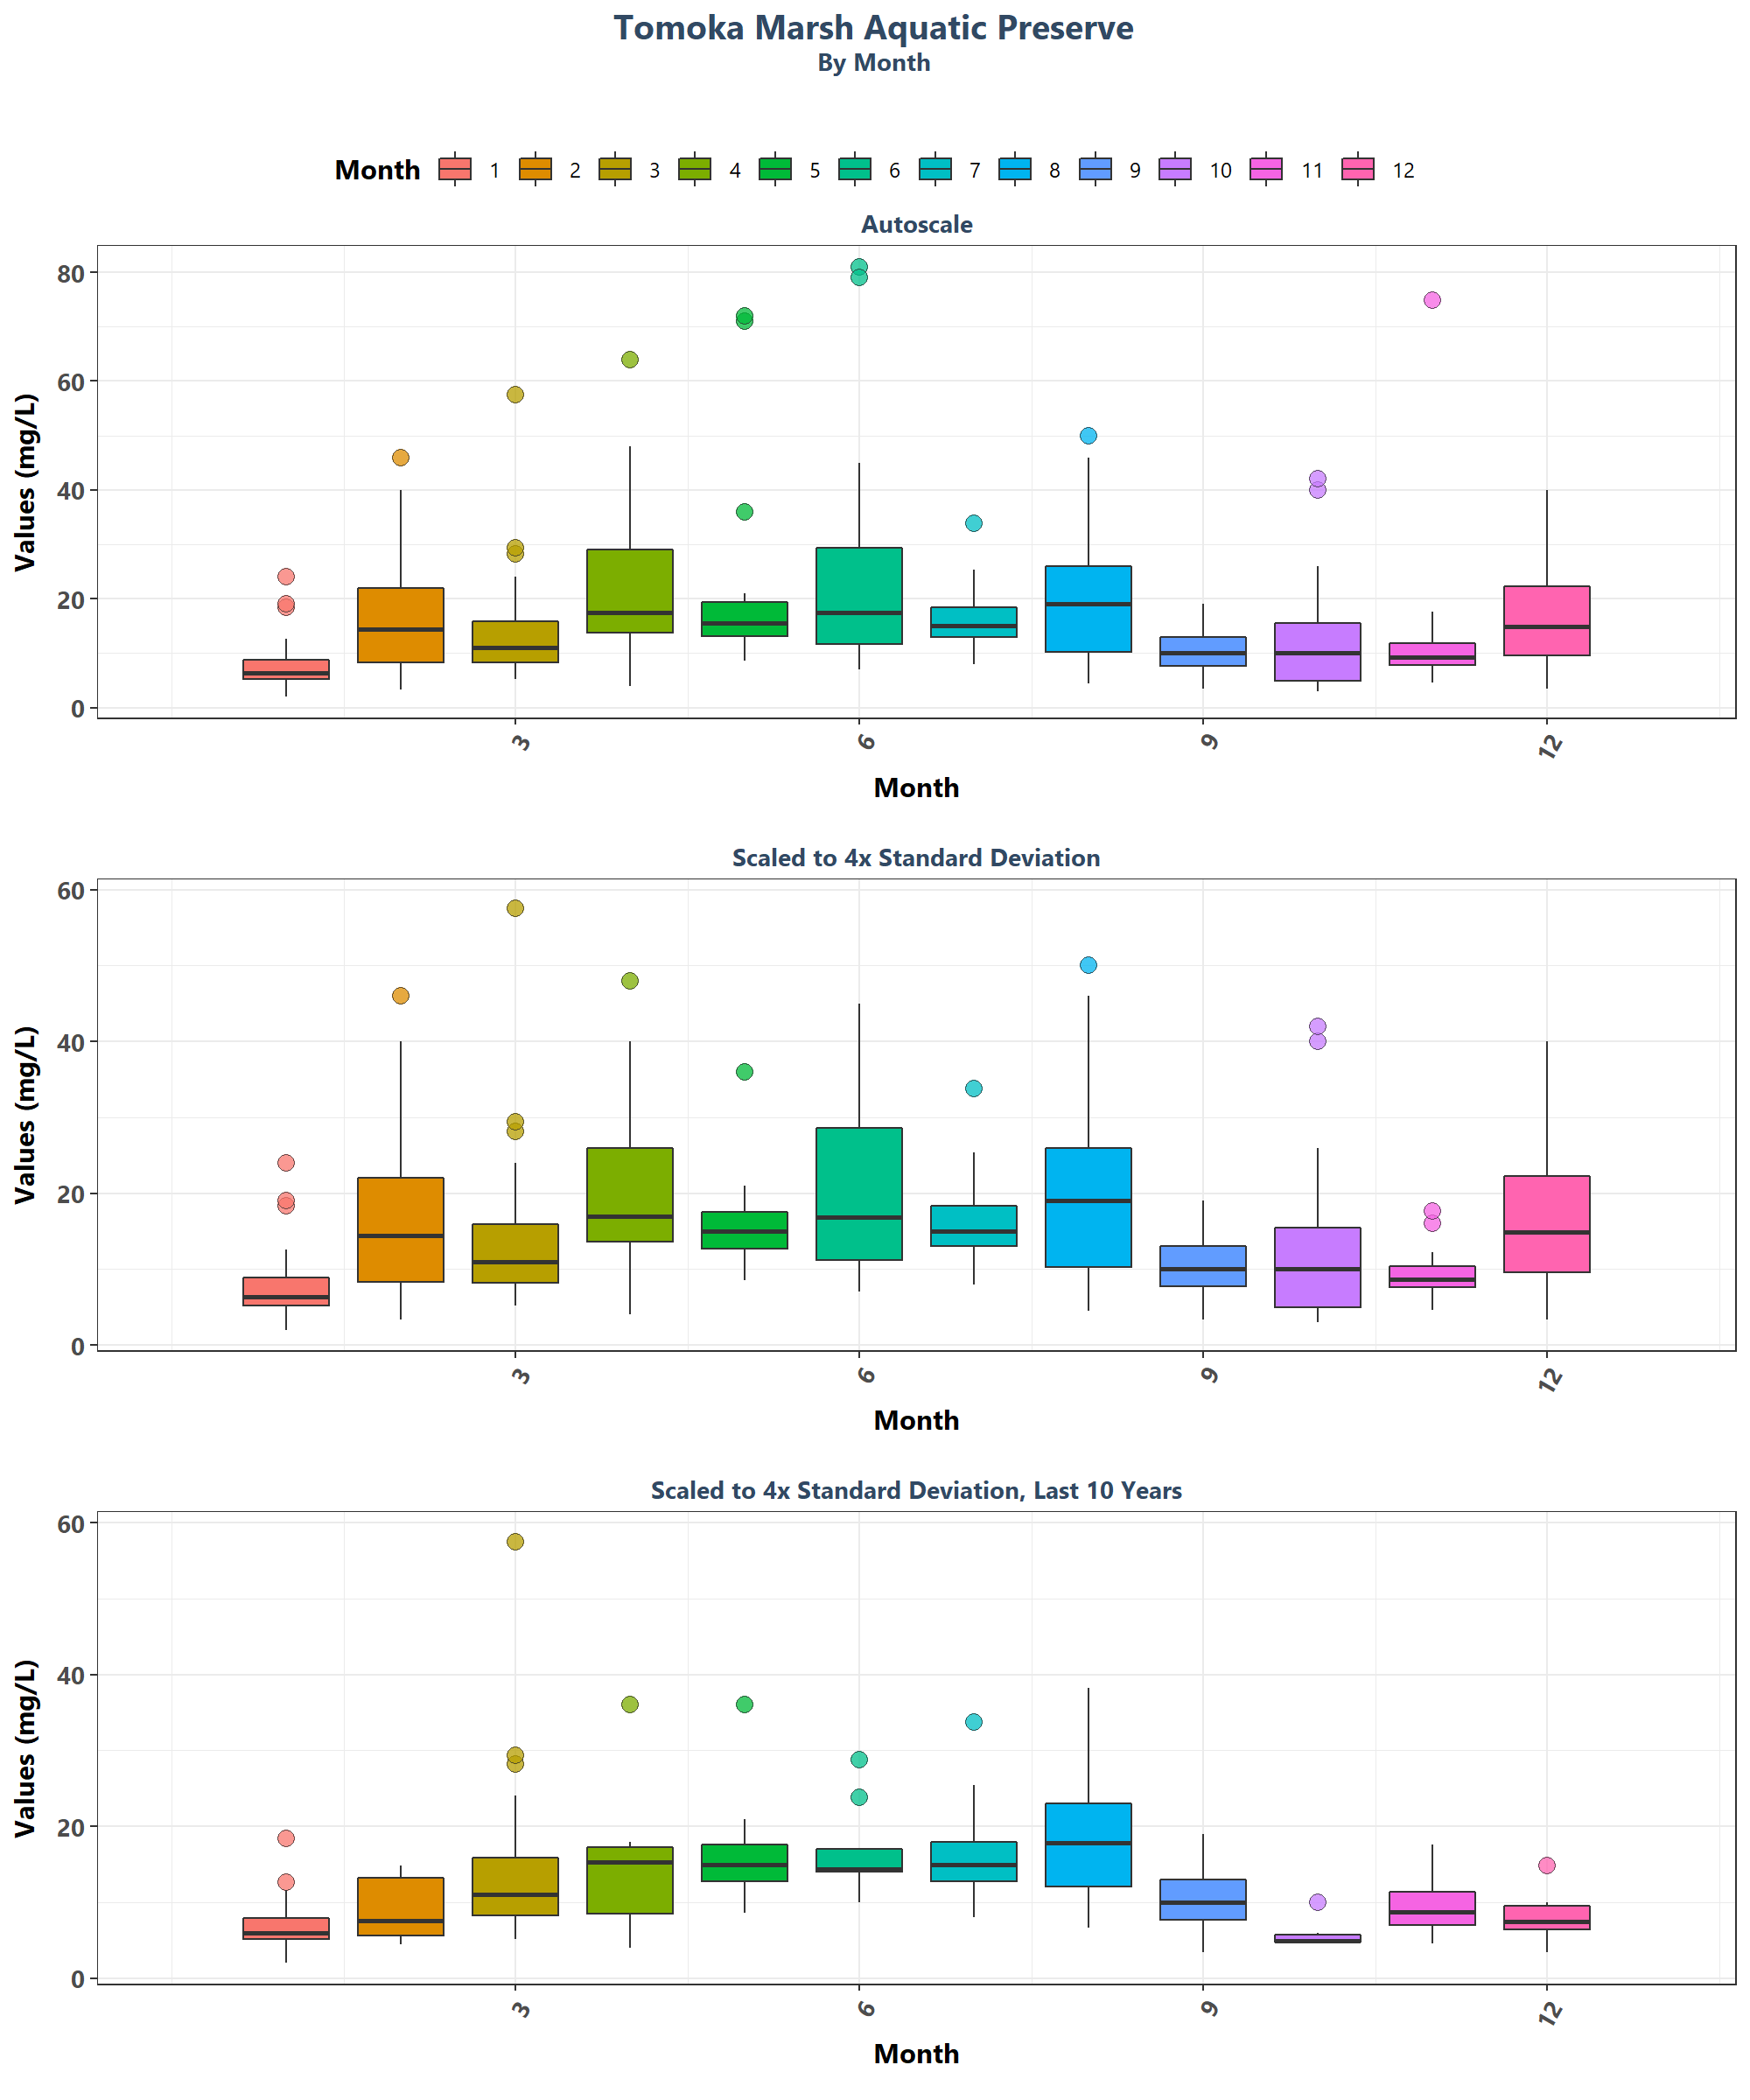 Tomoka Marsh Aquatic Preserve
By Month
Month 1 2 3 4 5 6 7 8 9 10 11 12
Autoscale
Values (mg/L)
80
60
40
20
0
3 6 9 12
Month
Scaled to 4x Standard Deviation
Values (mg/L)
60
40
20
0
3 6 9 12
Month
Scaled to 4x Standard Deviation, Last 10 Years
Values (mg/L)
60
40
20
0
3 6 9 12
Month